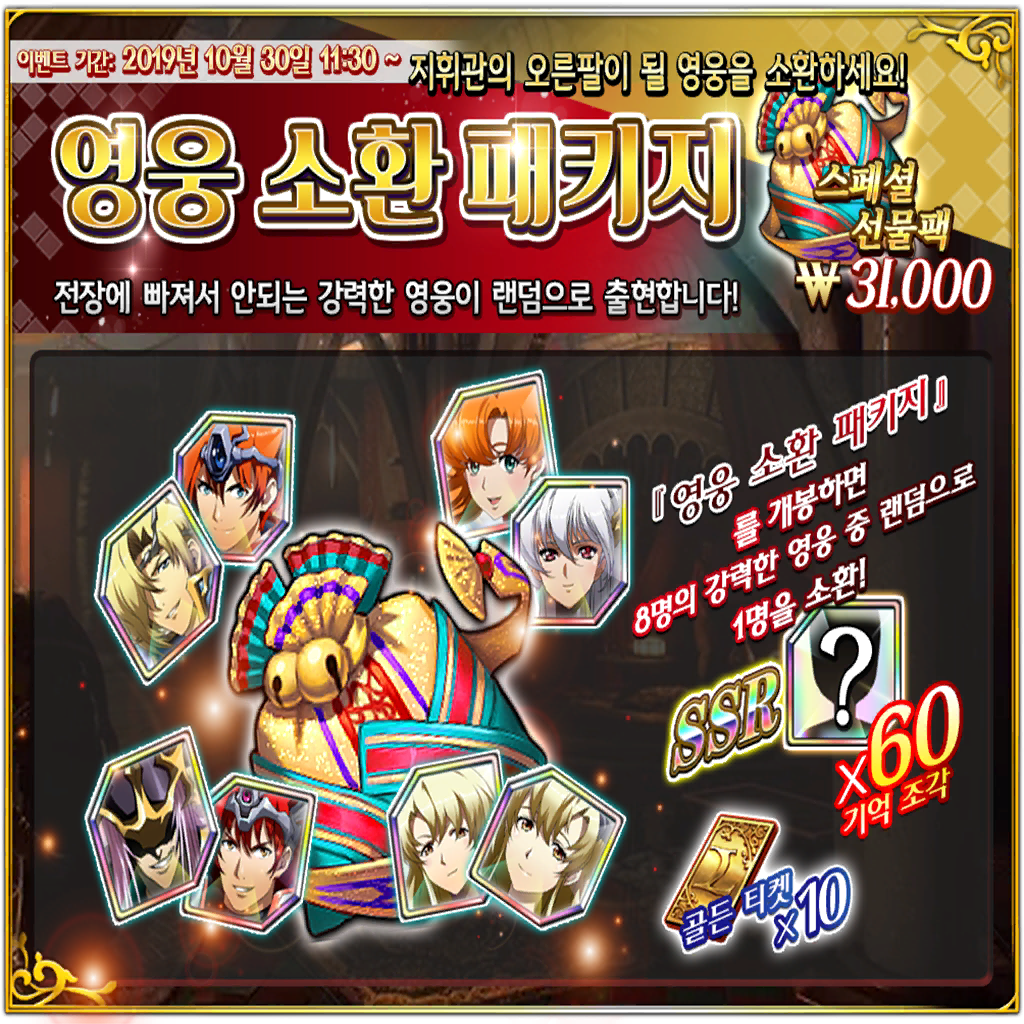 이벤트 기간: 2019년 10월 30일 11:30 ~
지휘관의 오른팔이 될 영웅을 소환하세요!
영웅 소환 패키지
스페셜
선물팩
₩31,000
전장에 빠져서 안되는 강력한 영웅이 랜덤으로 출현합니다!
『영웅 소환 패키지』
를 개봉하면
8명의 강력한 영웅 중 랜덤으로
1명을 소환!
SSR
?
x60
기억 조각
L
골든 티켓
x10